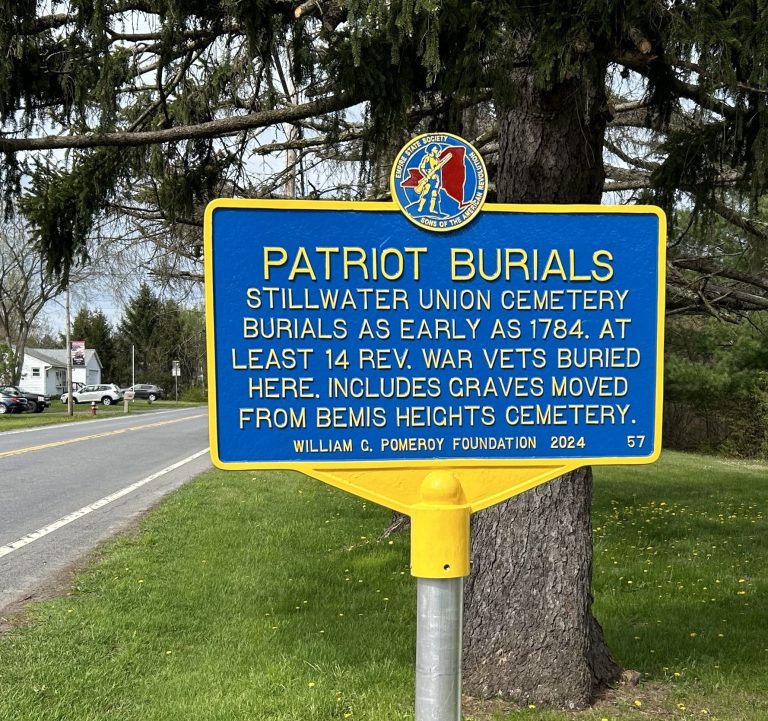 EMPIRE STATE SOCIETY
SONS OF THE AMERICAN REVOLUTION
PATRIOT BURIALS
STILLWATER UNION CEMETERY
BURIALS AS EARLY AS 1784. AT
LEAST 14 REV. WAR VETS BURIED
HERE. INCLUDES GRAVES MOVED
FROM BEMIS HEIGHTS CEMETERY.
WILLIAM G. POMEROY FOUNDATION 2024 57